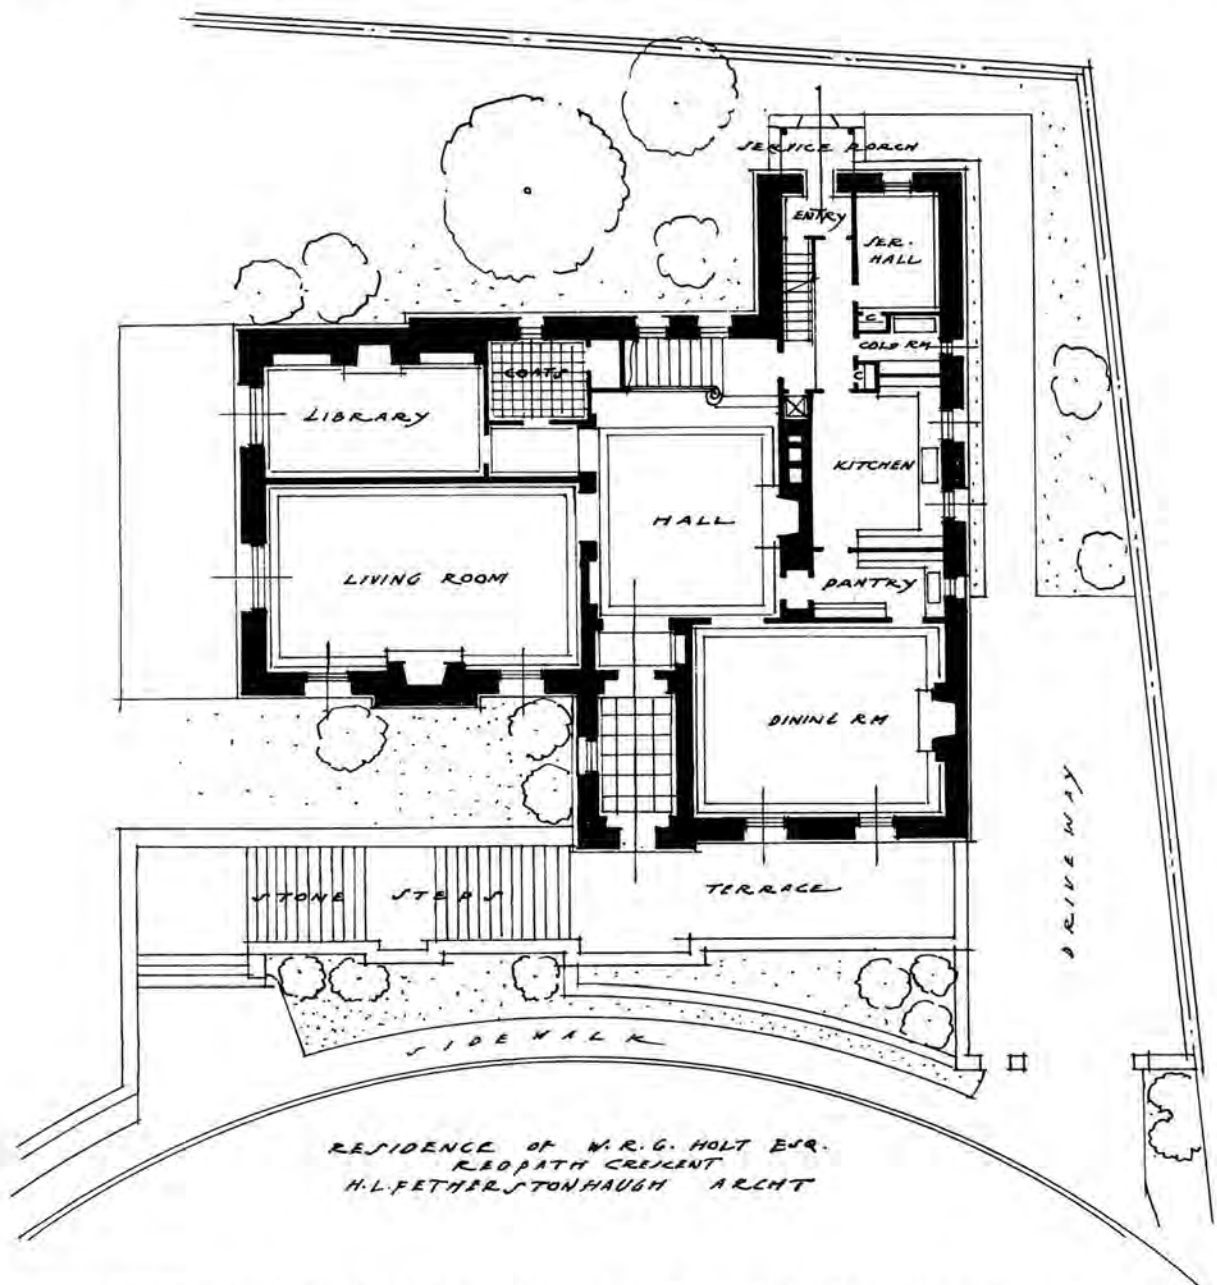 SERVICE PORCH
ENTRY
SER.
HALL
C
COLD RM
COATS
C
LIBRARY
KITCHEN
HALL
LIVING ROOM
PANTRY
DINING RM
DRIVEWAY
STONE STEPS
TERRACE
SIDEWALK
RESIDENCE OF W.R.G. HOLT ESQ.
REDPATH CRESCENT
H.L. FETHERSTONHAUGH ARCHT